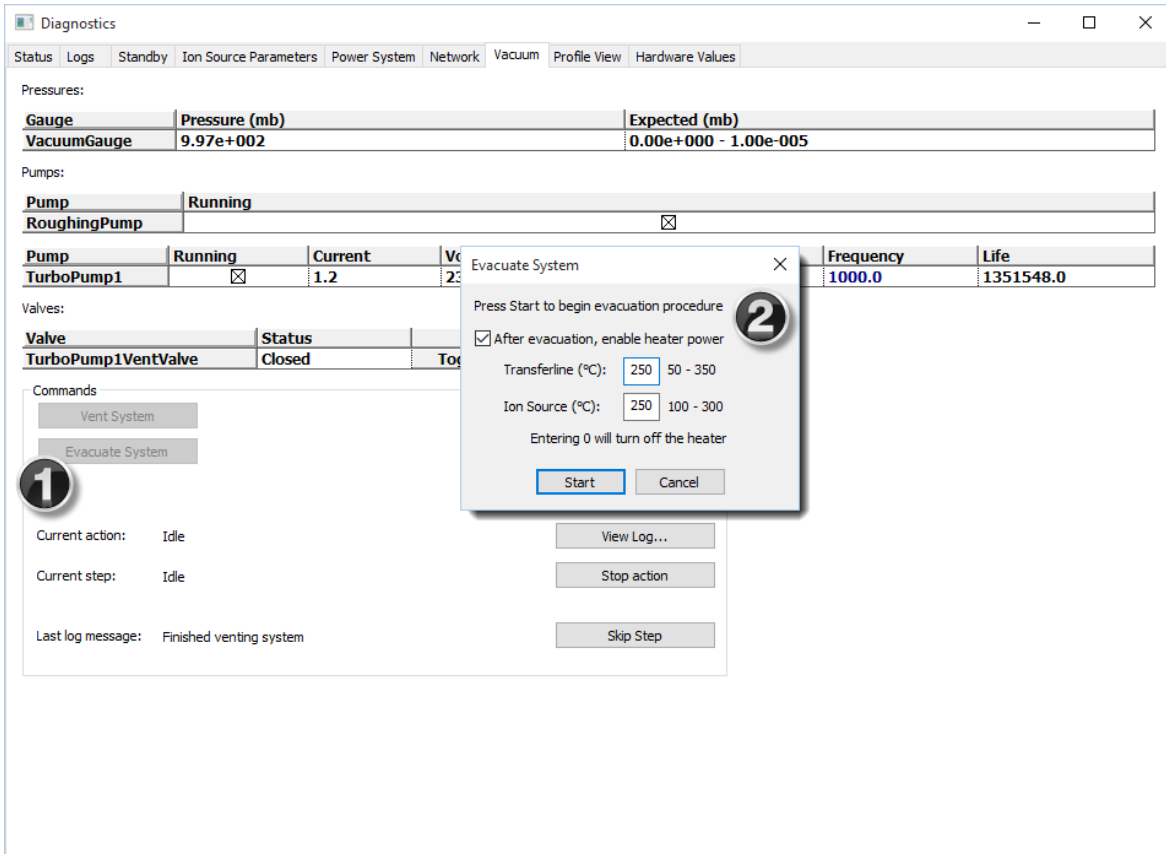 Diagnostics
Status Logs Standby Ion Source Parameters Power System Network Vacuum Profile View Hardware Values
Pressures:
Gauge Pressure (mb) Expected (mb)
VacuumGauge 9.97e+002 0.00e+000 - 1.00e-005
Pumps:
Pump Running
RoughingPump
Pump Running Current Frequency Life
TurboPump1 1.2 1000.0 1351548.0
Valves:
Valve Status
TurboPump1VentValve Closed
Commands
Vent System
Evacuate System
1
Current action: Idle View Log...
Current step: Idle Stop action
Last log message: Finished venting system Skip Step
Evacuate System
Press Start to begin evacuation procedure
2
After evacuation, enable heater power
Transferline (°C): 250 50 - 350
Ion Source (°C): 250 100 - 300
Entering 0 will turn off the heater
Start Cancel